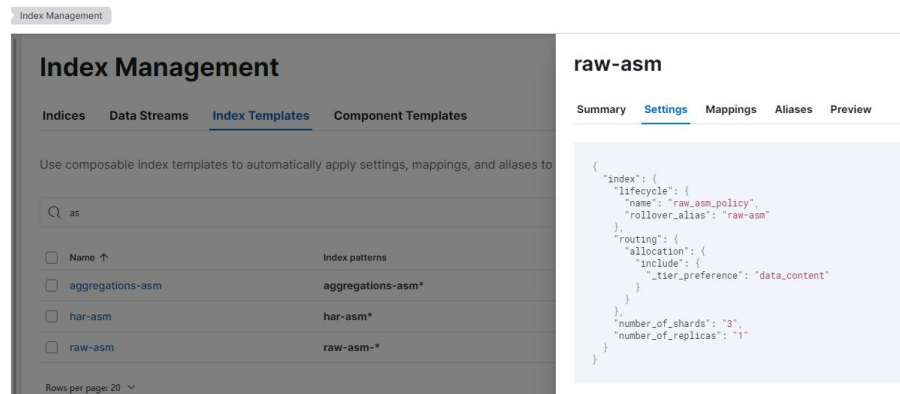 Index Management
Index Management
Indices Data Streams Index Templates Component Templates
Use composable index templates to automatically apply settings, mappings, and aliases to
as
Name ↑ Index patterns
aggregations-asm aggregations-asm*
har-asm har-asm*
raw-asm raw-asm-*
Rows per page: 20
raw-asm
Summary Settings Mappings Aliases Preview
{
"index": {
"lifecycle": {
"name": "raw_asm_policy",
"rollover_alias": "raw-asm"
},
"routing": {
"allocation": {
"include": {
"_tier_preference": "data_content"
}
}
},
"number_of_shards": "3",
"number_of_replicas": "1"
}
}